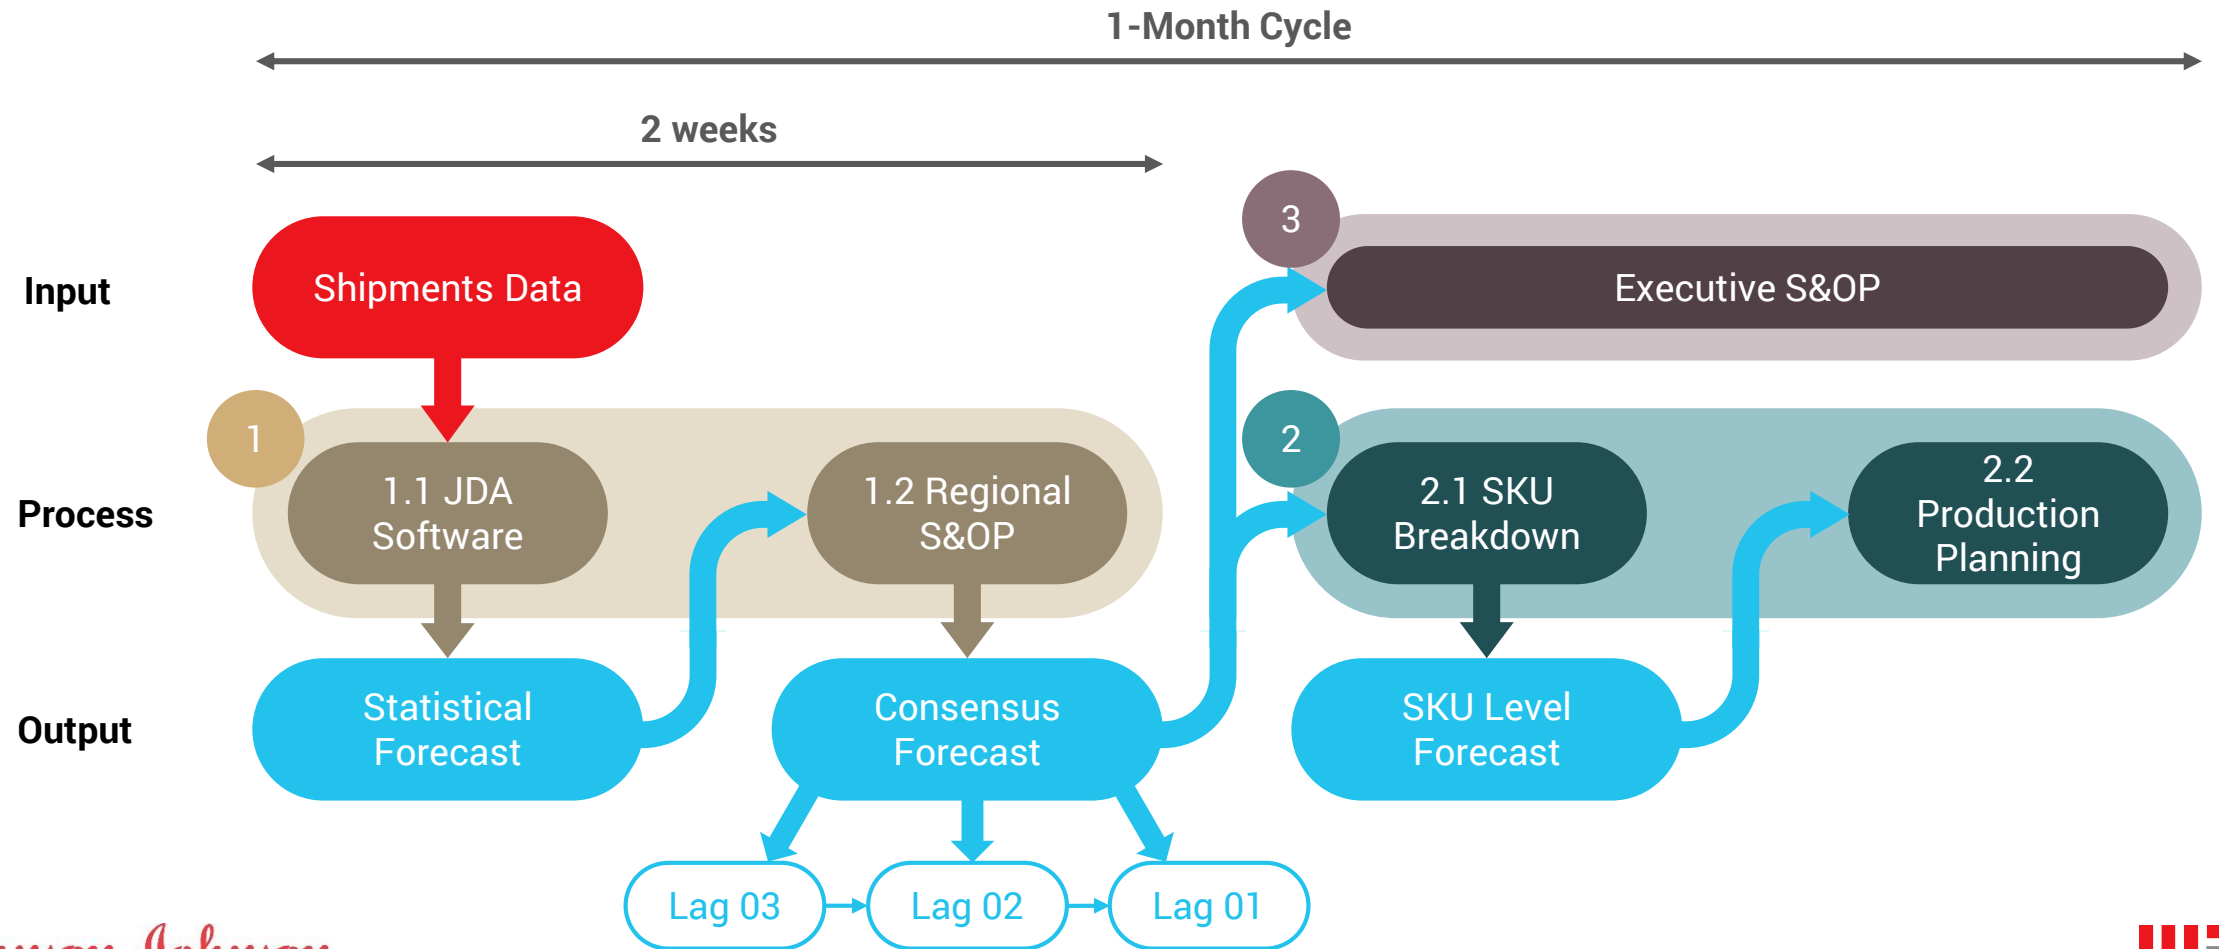 1-Month Cycle
2 weeks
3
Input
Shipments Data
Executive S&OP
1
2
Process
1.1 JDA
Software
1.2 Regional
S&OP
2.1 SKU
Breakdown
2.2
Production
Planning
Output
Statistical
Forecast
Consensus
Forecast
SKU Level
Forecast
Lag 03
Lag 02
Lag 01